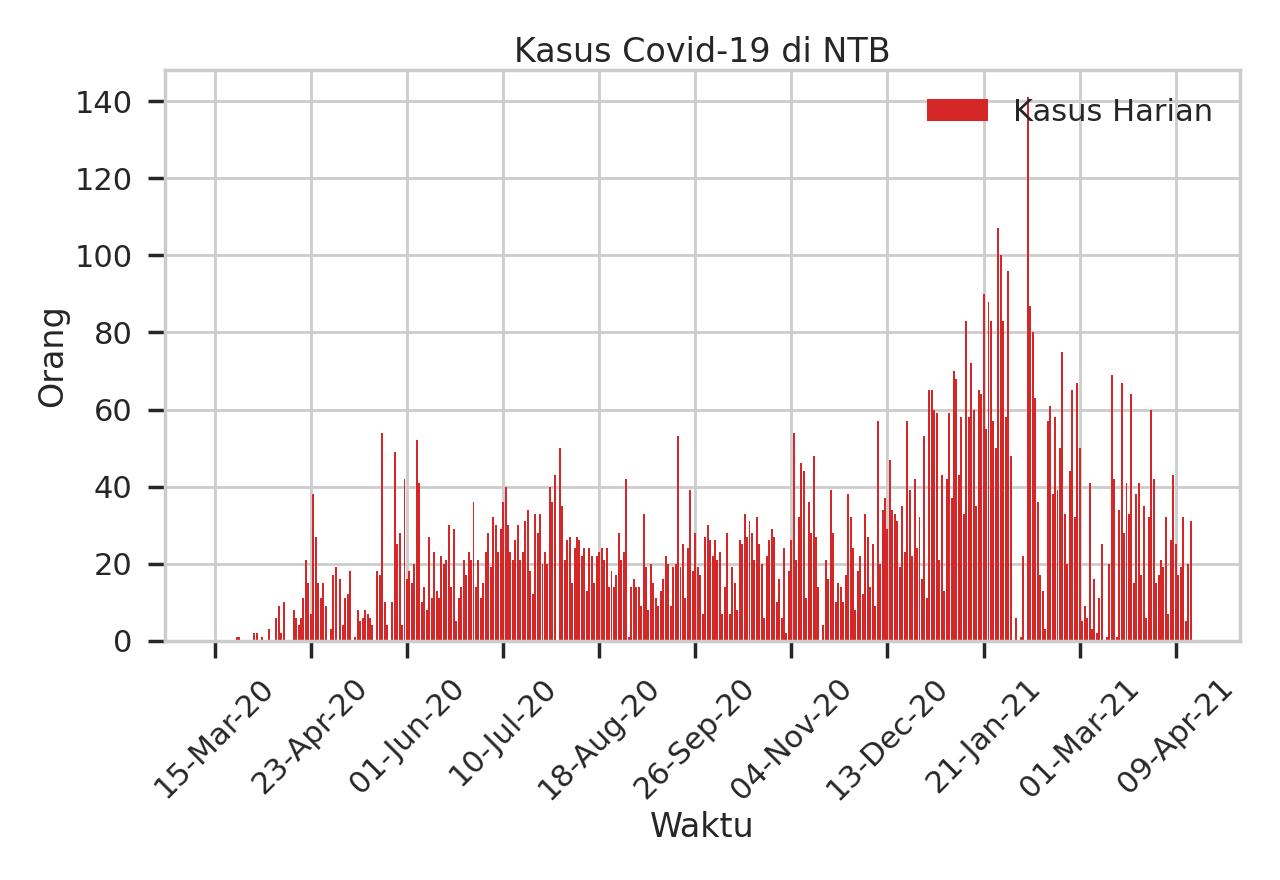 Kasus Covid-19 di NTB
Kasus Harian
Orang
140
120
100
80
60
40
20
0
15-Mar-20
23-Apr-20
01-Jun-20
10-Jul-20
18-Aug-20
26-Sep-20
04-Nov-20
13-Dec-20
21-Jan-21
01-Mar-21
09-Apr-21
Waktu